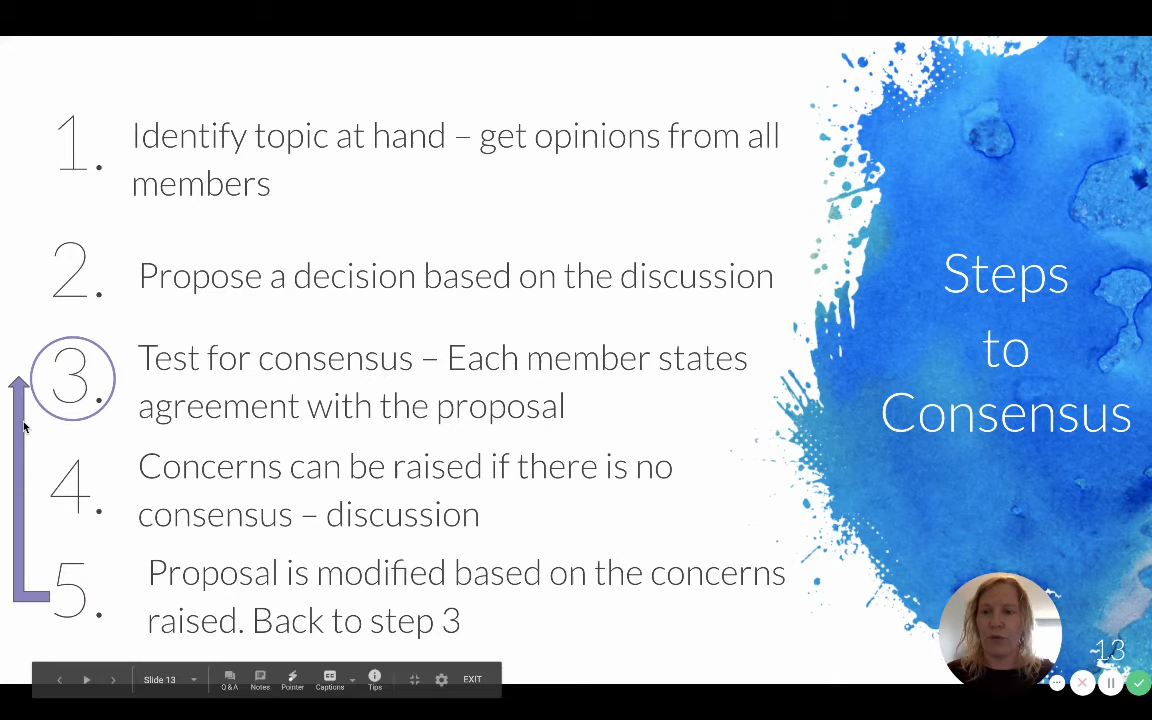 1. Identify topic at hand – get opinions from all
members
2. Propose a decision based on the discussion
3. Test for consensus – Each member states
agreement with the proposal
4. Concerns can be raised if there is no
consensus – discussion
5. Proposal is modified based on the concerns
raised. Back to step 3
Steps
to
Consensus
~13
Slide 13
Q&A
Notes
Pointer
Captions
Tips
EXIT